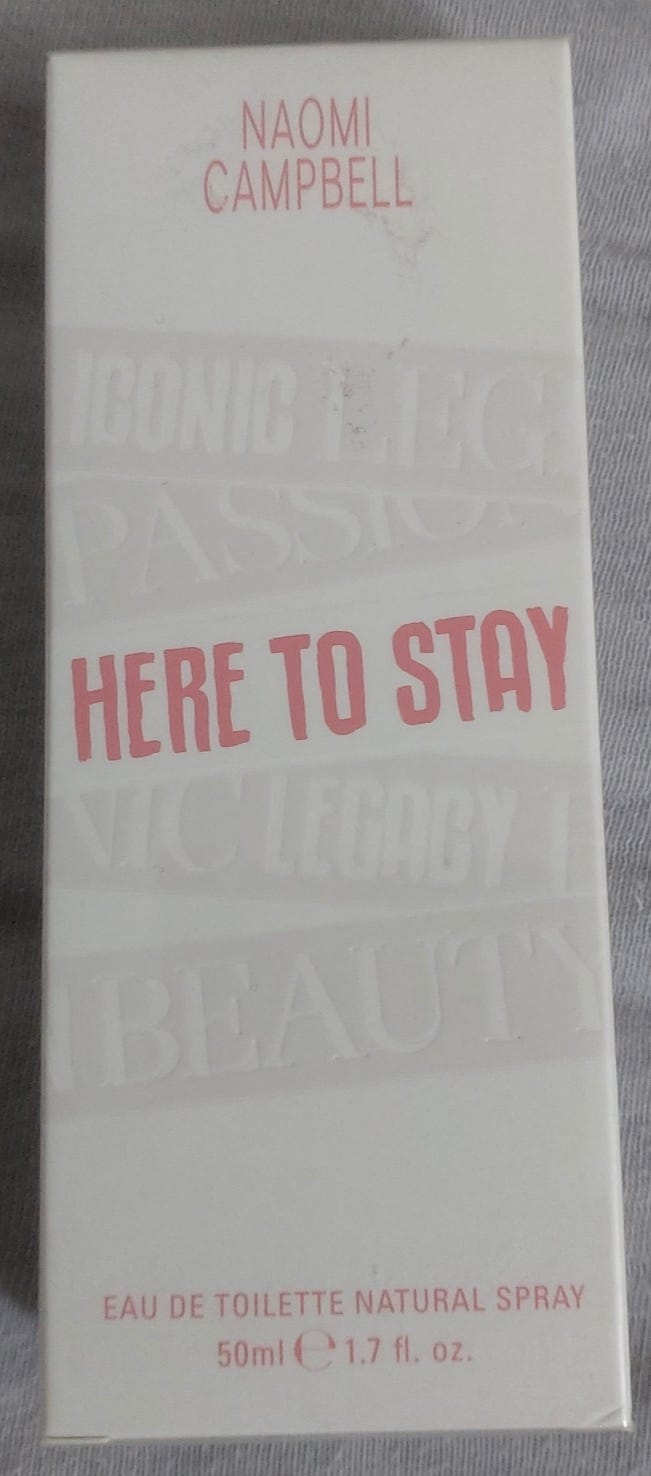 NAOMI
CAMPBELL
ICONIC LEG
PASSION
HERE TO STAY
NIC LEGACY
BEAUTY
EAU DE TOILETTE NATURAL SPRAY
50ml ℮ 1.7 fl. oz.